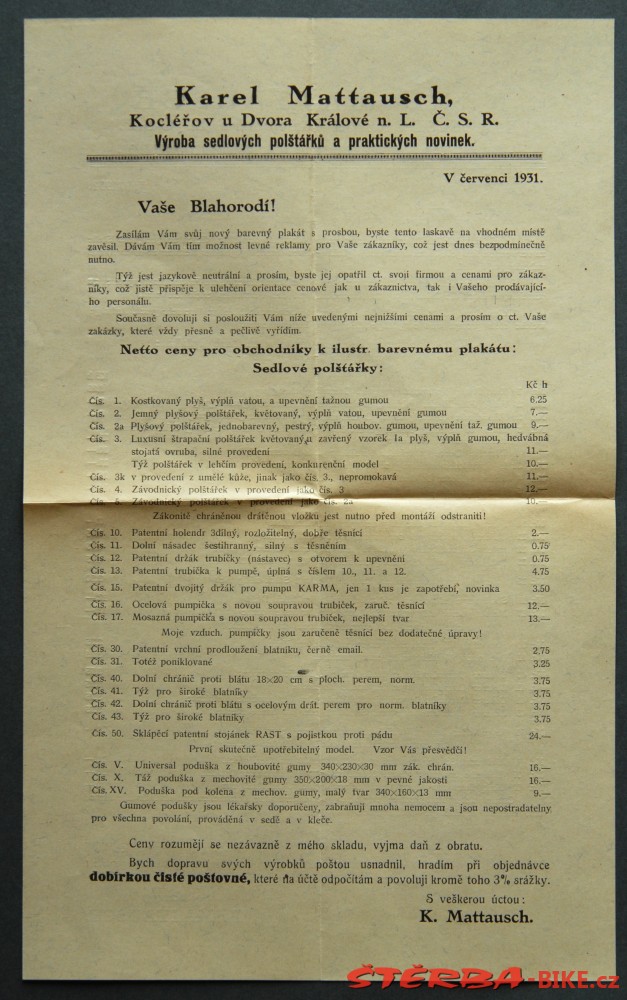 Karel Mattausch,
Kocléřov u Dvora Králové n. L. Č. S. R.
Výroba sedlových polštářků a praktických novinek.
V červenci 1931.
Vaše Blahorodí!
Zasílám Vám svůj nový barevný plakát s prosbou, byste tento laskavě na vhodném místě
zavěsil. Dávám Vám tím možnost levné reklamy pro Vaše zákazníky, což jest dnes bezpodmínečně
nutno.
Týž jest jazykově neutrální a prosím, byste jej opatřil ct. svojí firmou a cenami pro zákaz-
níky, což jistě přispěje k ulehčení orientace cenové jak u zákaznictva, tak i Vašeho prodávající-
ho personálu.
Současně dovoluji si posloužiti Vám níže uvedenými nejnižšími cenami a prosím o ct. Vaše
zakázky, které vždy přesně a pečlivě vyřídím.
Netto ceny pro obchodníky k ilustr. barevnému plakátu:
Sedlové polštářky:
Kč h
Čís. 1. Kostkovaný plyš, výplň vatou, a upevnění tažnou gumou 6.25
Čís. 2. Jemný plyšový polštářek, květovaný, výplň vatou, upevnění gumou 7.—
Čís. 2a Plyšový polštářek, jednobarevný, pestrý, výplň houbov. gumou, upevnění taž. gumou 9.—
Čís. 3. Luxusní štrapační polštářek květovaný,u zavřený vzorek Ia plyš, výplň gumou, hedvábná
stojatá ovruba, silné provedení 11.—
Týž polštářek v lehčím provedení, konkurenční model 10.—
Čís. 3k v provedení z umělé kůže, jinak jako čís. 3., nepromokavá 11.—
Čís. 4. Závodnický polštářek v provedení jako čís. 3 12.—
Čís. 5. Závodnický polštářek v provedení jako čís. 2a 10.—
Zákonitě chráněnou drátěnou vložku jest nutno před montáží odstraniti!
Čís. 10. Patentní holendr 3dílný, rozložitelný, dobře těsnící 2.—
Čís. 11. Dolní násadec šestihranný, silný s těsněním 0.75
Čís. 12. Patentní držák trubičky (nástavec) s otvorem k upevnění 0.75
Čís. 13. Patentní trubička k pumpě, úplná s číslem 10., 11. a 12. 4.75
Čís. 15. Patentní dvojitý držák pro pumpu KARMA, jen 1 kus je zapotřebí, novinka 3.50
Čís. 16. Ocelová pumpička s novou soupravou trubiček, zaruč. těsnící 12.—
Čís. 17. Mosazná pumpička s novou soupravou trubiček, nejlepší tvar 13.—
Moje vzduch. pumpičky jsou zaručeně těsnící bez dodatečné úpravy!
Čís. 30. Patentní vrchní prodloužení blatníku, černě email. 2.75
Čís. 31. Totéž poniklované 3.25
Čís. 40. Dolní chránič proti blátu 18×20 cm s ploch. perem, norm. 3.75
Čís. 41. Týž pro široké blatníky 3.75
Čís. 42. Dolní chránič proti blátu s ocelovým drát. perem pro norm. blatníky 3.75
Čís. 43. Týž pro široké blatníky 3.75
Čís. 50. Sklápěcí patentní stojánek RAST s pojistkou proti pádu 24.—
První skutečně upotřebitelný model. Vzor Vás přesvědčí!
Čís. V. Universal poduška z houbovité gumy 340×230×30 mm zák. chrán. 16.—
Čís. X. Táž poduška z mechovité gumy 350×200×18 mm v pevné jakosti 16.—
Čís. XV. Poduška pod kolena z mechov. gumy, malý tvar 340×160×13 mm 9.—
Gumové podušky jsou lékařsky doporučeny, zabraňují mnoha nemocem a jsou nepostradatelny
pro všechna povolání, prováděná v sedě a v kleče.
Ceny rozumějí se nezávazně z mého skladu, vyjma daň z obratu.
Bych dopravu svých výrobků poštou usnadnil, hradím při objednávce
dobírkou čisté poštovné, které na účtě odpočítám a povoluji kromě toho 3% srážky.
S veškerou úctou:
K. Mattausch.
ŠTĚRBA-BIKE.cz